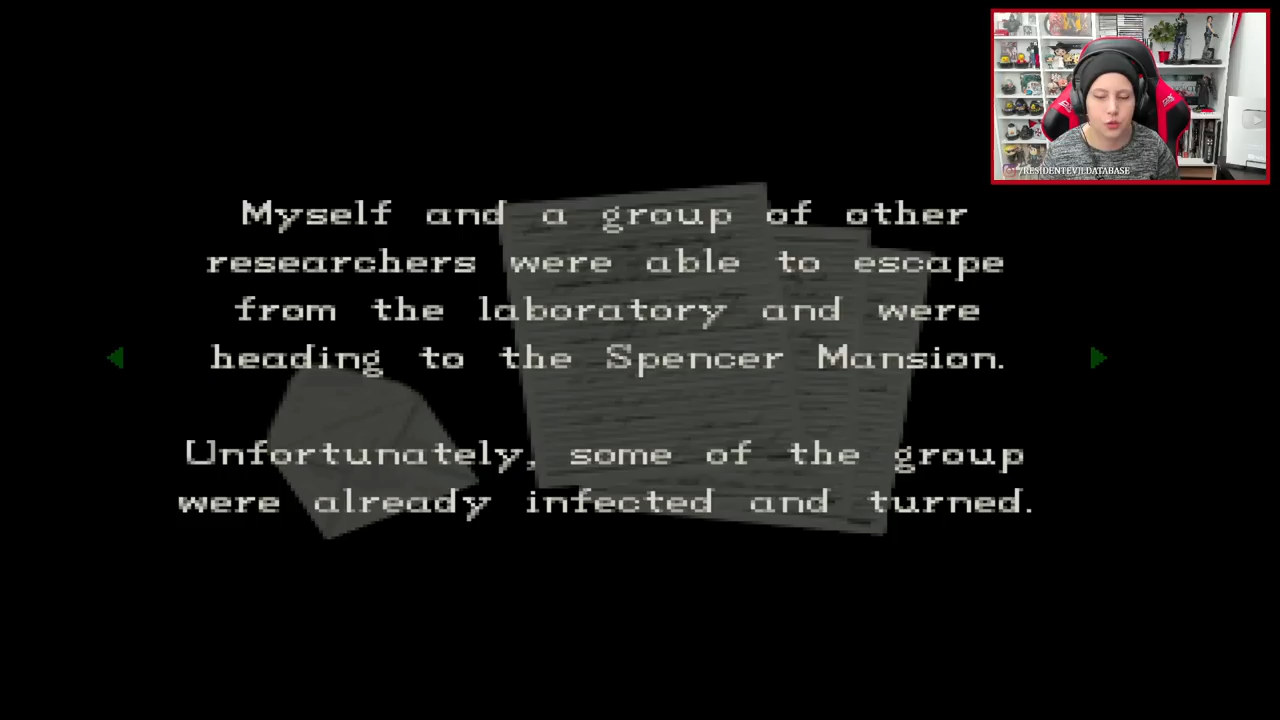 Myself and a group of other
researchers were able to escape
from the laboratory and were
heading to the Spencer Mansion.
Unfortunately, some of the group
were already infected and turned.
/RESIDENTEVILDATABASE